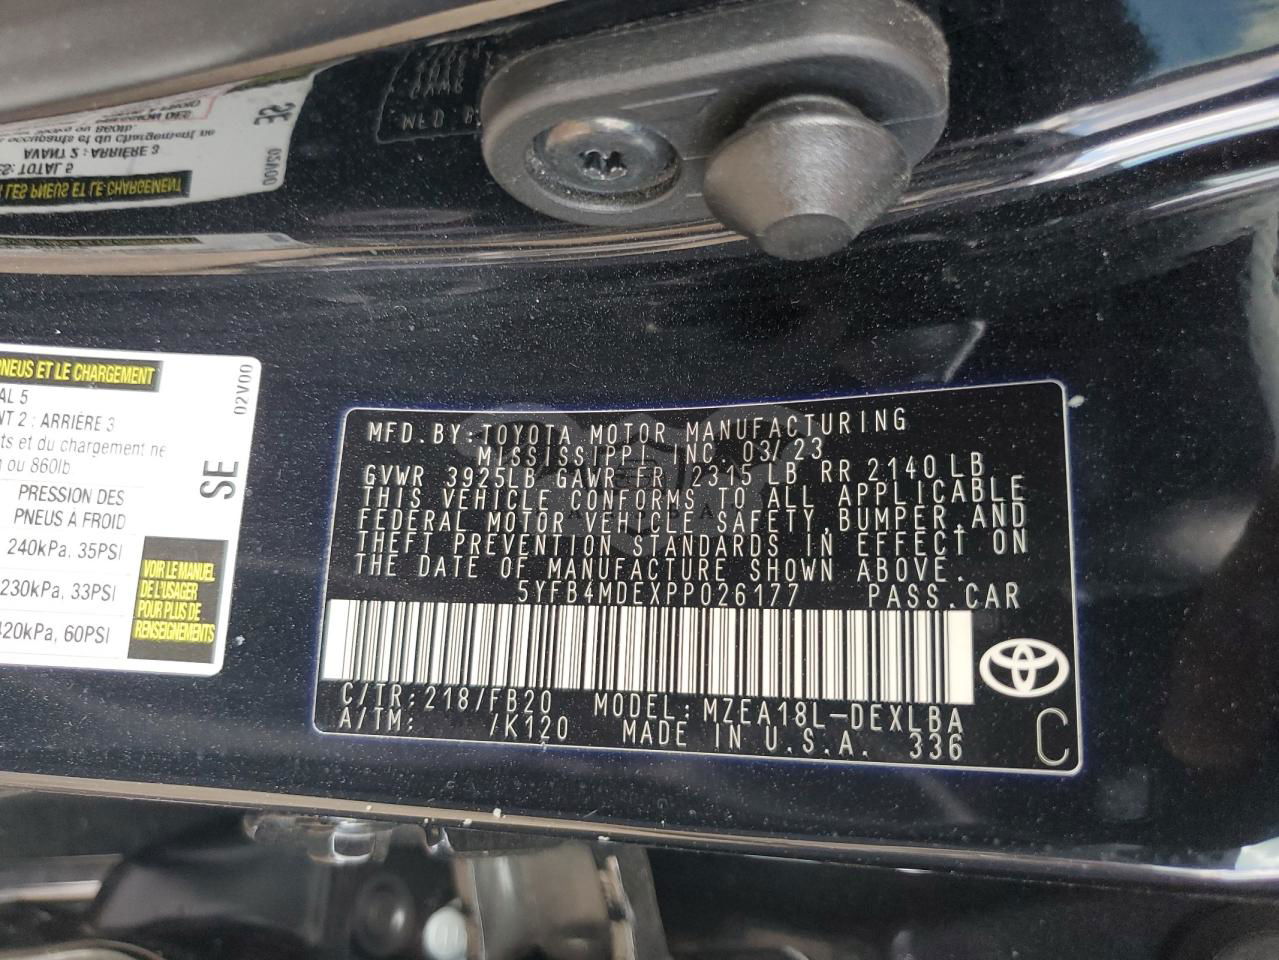 PNEUS ET LE CHARGEMENT
AL 5
NT 2 : ARRIÈRE 3
ts et du chargement ne
ou 860lb
PRESSION DES
PNEUS À FROID
240kPa, 35PSI
230kPa, 33PSI
420kPa, 60PSI
VOIR LE MANUEL
DE L'USAGER
POUR PLUS DE
RENSEIGNEMENTS
02V00
SE
MFD.BY:TOYOTA MOTOR MANUFACTURING
MISSISSIPPI INC. 03/23
GVWR 3925LB GAWR FR 2315 LB RR 2140 LB
THIS VEHICLE CONFORMS TO ALL APPLICABLE
FEDERAL MOTOR VEHICLE SAFETY,BUMPER,AND
THEFT PREVENTION STANDARDS IN EFFECT ON
THE DATE OF MANUFACTURE SHOWN ABOVE.
5YFB4MDEXPP026177 PASS.CAR
C/TR:218/FB20 MODEL:MZEA18L-DEXLBA
A/TM: /K120 MADE IN U.S.A. 336
C